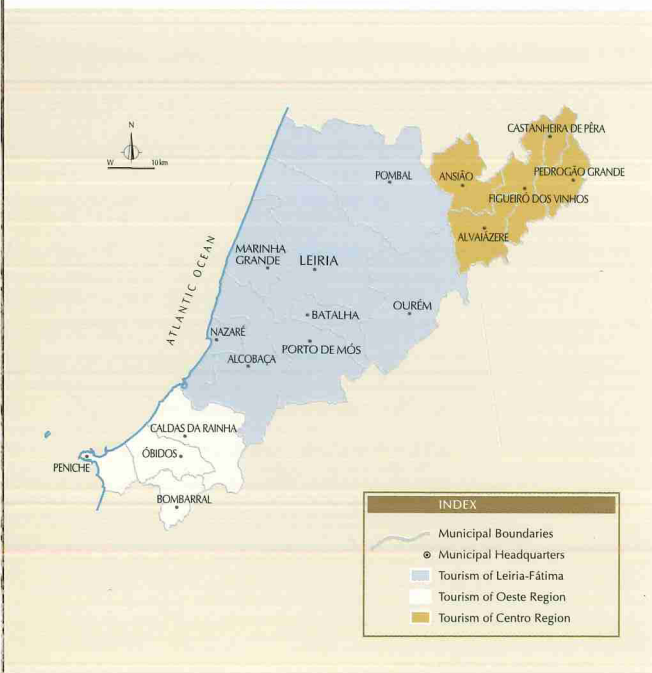 N
W
10 km
CASTANHEIRA DE PÊRA
POMBAL
ANSIÃO
PEDROGÃO GRANDE
FIGUEIRÓ DOS VINHOS
ALVAIÁZERE
MARINHA
GRANDE
LEIRIA
ATLANTIC OCEAN
OURÉM
BATALHA
NAZARÉ
PORTO DE MÓS
ALCOBAÇA
CALDAS DA RAINHA
ÓBIDOS
PENICHE
BOMBARRAL
INDEX
Municipal Boundaries
Municipal Headquarters
Tourism of Leiria-Fátima
Tourism of Oeste Region
Tourism of Centro Region